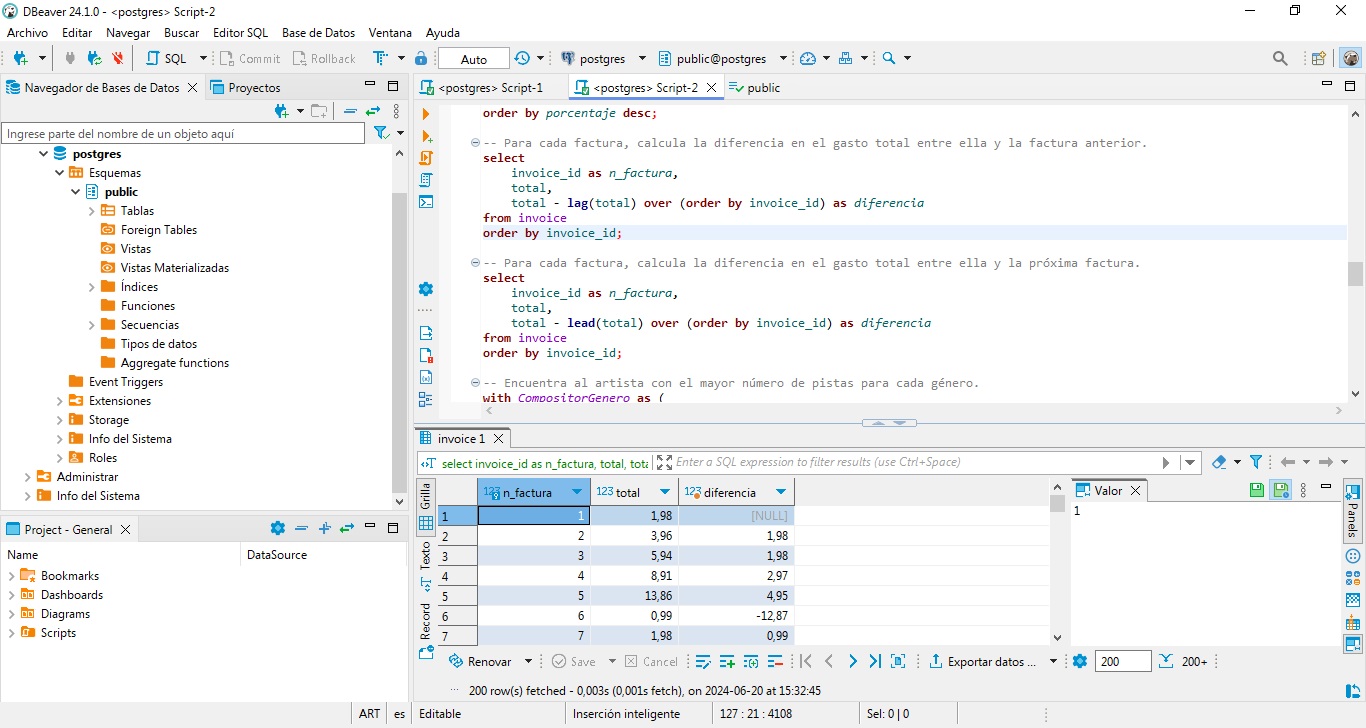 DBeaver 24.1.0 - <postgres> Script-2
Archivo Editar Navegar Buscar Editor SQL Base de Datos Ventana Ayuda
SQL Commit Rollback T Auto postgres public@postgres
Navegador de Bases de Datos Proyectos
Ingrese parte del nombre de un objeto aquí
postgres
Esquemas
public
Tablas
Foreign Tables
Vistas
Vistas Materializadas
Índices
Funciones
Secuencias
Tipos de datos
Aggregate functions
Event Triggers
Extensiones
Storage
Info del Sistema
Roles
Administrar
Info del Sistema
Project - General
Name DataSource
Bookmarks
Dashboards
Diagrams
Scripts
<postgres> Script-1 <postgres> Script-2 public
order by porcentaje desc;
-- Para cada factura, calcula la diferencia en el gasto total entre ella y la factura anterior.
select
invoice_id as n_factura,
total,
total - lag(total) over (order by invoice_id) as diferencia
from invoice
order by invoice_id;
-- Para cada factura, calcula la diferencia en el gasto total entre ella y la próxima factura.
select
invoice_id as n_factura,
total,
total - lead(total) over (order by invoice_id) as diferencia
from invoice
order by invoice_id;
-- Encuentra al artista con el mayor número de pistas para cada género.
with CompositorGenero as (
invoice 1
select invoice_id as n_factura, total, tota Enter a SQL expression to filter results (use Ctrl+Space)
Grilla
Texto
Record
123 n_factura 123 total 123 diferencia
1 1 1,98 [NULL]
2 2 3,96 1,98
3 3 5,94 1,98
4 4 8,91 2,97
5 5 13,86 4,95
6 6 0,99 -12,87
7 7 1,98 0,99
Valor
1
Panels
Renovar Save Cancel Exportar datos ... 200 200+
200 row(s) fetched - 0,003s (0,001s fetch), on 2024-06-20 at 15:32:45
ART es Editable Inserción inteligente 127 : 21 : 4108 Sel: 0 | 0